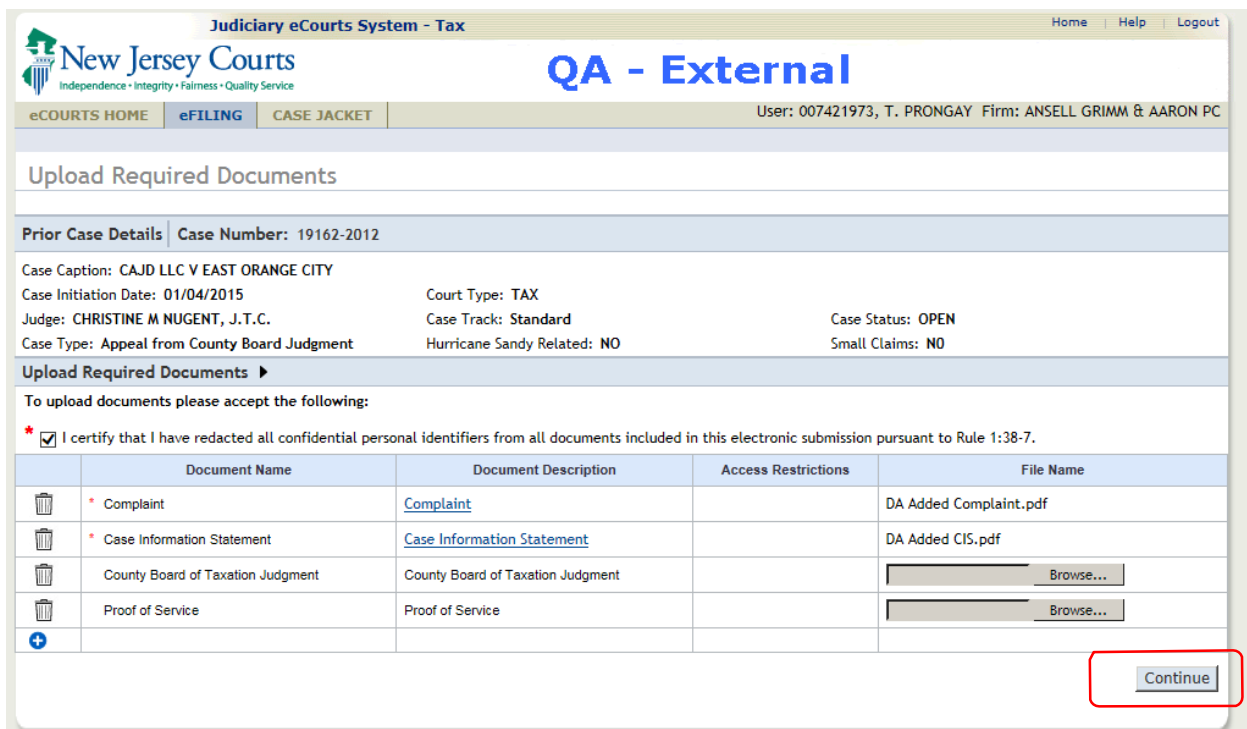 Judiciary eCourts System - Tax
Home | Help | Logout
New Jersey Courts
Independence • Integrity • Fairness • Quality Service
QA - External
eCOURTS HOME eFILING CASE JACKET
User: 007421973, T. PRONGAY Firm: ANSELL GRIMM & AARON PC
Upload Required Documents
Prior Case Details Case Number: 19162-2012
Case Caption: CAJD LLC V EAST ORANGE CITY
Case Initiation Date: 01/04/2015 Court Type: TAX
Judge: CHRISTINE M NUGENT, J.T.C. Case Track: Standard Case Status: OPEN
Case Type: Appeal from County Board Judgment Hurricane Sandy Related: NO Small Claims: NO
Upload Required Documents
To upload documents please accept the following:
* I certify that I have redacted all confidential personal identifiers from all documents included in this electronic submission pursuant to Rule 1:38-7.
Document Name Document Description Access Restrictions File Name
* Complaint Complaint DA Added Complaint.pdf
* Case Information Statement Case Information Statement DA Added CIS.pdf
County Board of Taxation Judgment County Board of Taxation Judgment Browse...
Proof of Service Proof of Service Browse...
Continue